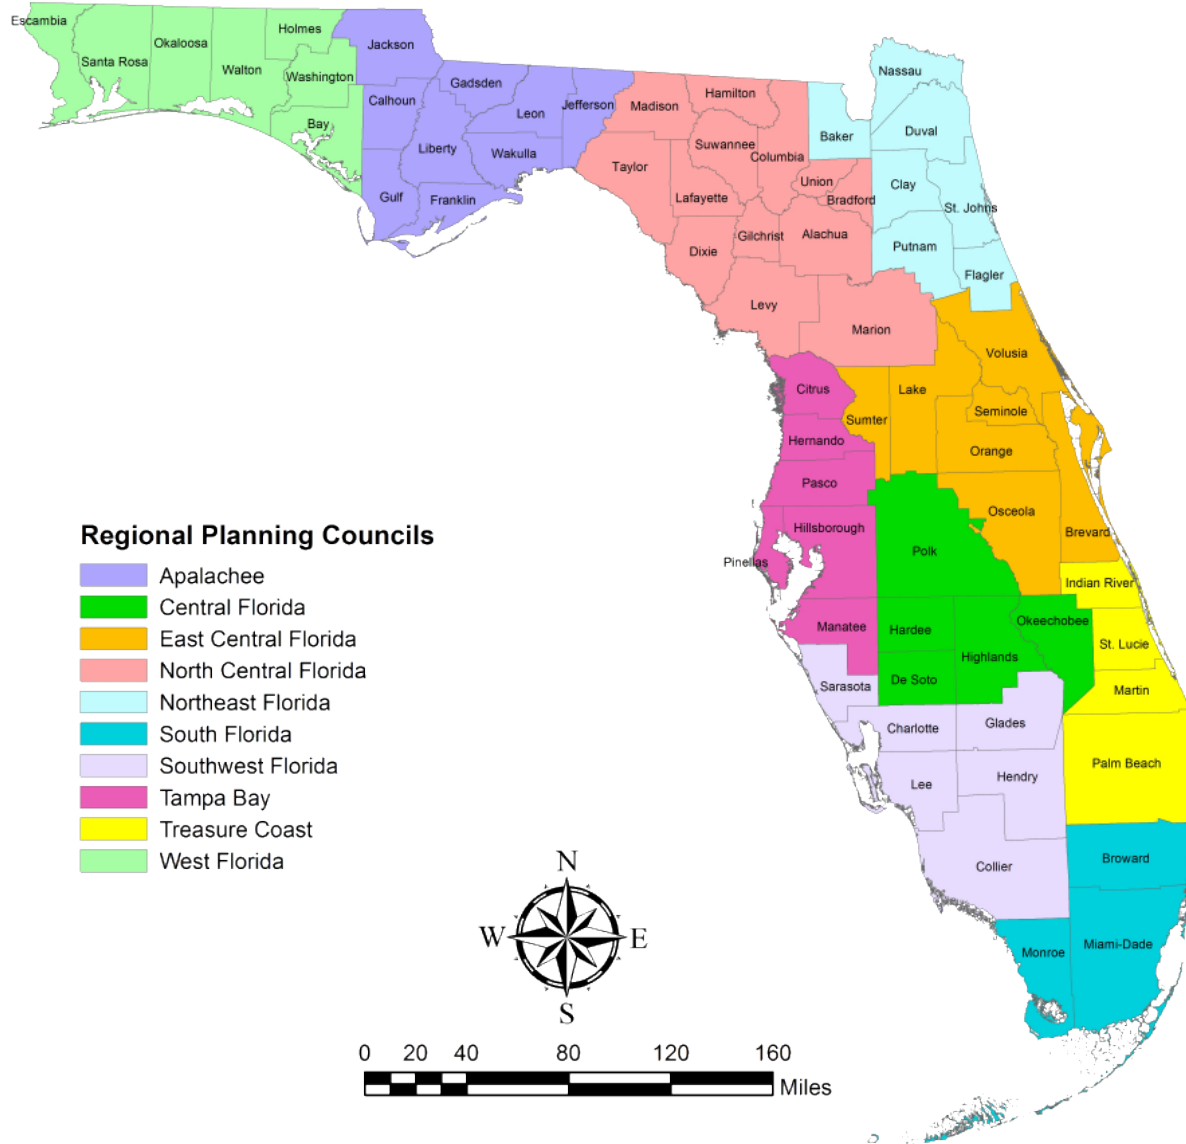 Escambia
Santa Rosa
Okaloosa
Walton
Holmes
Washington
Bay
Jackson
Calhoun
Gulf
Liberty
Gadsden
Franklin
Leon
Wakulla
Jefferson
Madison
Taylor
Hamilton
Suwannee
Lafayette
Dixie
Columbia
Gilchrist
Union
Bradford
Alachua
Levy
Marion
Baker
Nassau
Duval
Clay
St. Johns
Putnam
Flagler
Volusia
Citrus
Sumter
Lake
Seminole
Hernando
Orange
Pasco
Osceola
Brevard
Hillsborough
Pinellas
Polk
Indian River
Manatee
Hardee
Highlands
Okeechobee
St. Lucie
Sarasota
De Soto
Martin
Charlotte
Glades
Lee
Hendry
Palm Beach
Collier
Broward
Monroe
Miami-Dade
Regional Planning Councils
Apalachee
Central Florida
East Central Florida
North Central Florida
Northeast Florida
South Florida
Southwest Florida
Tampa Bay
Treasure Coast
West Florida
N
W E
S
0 20 40 80 120 160
Miles